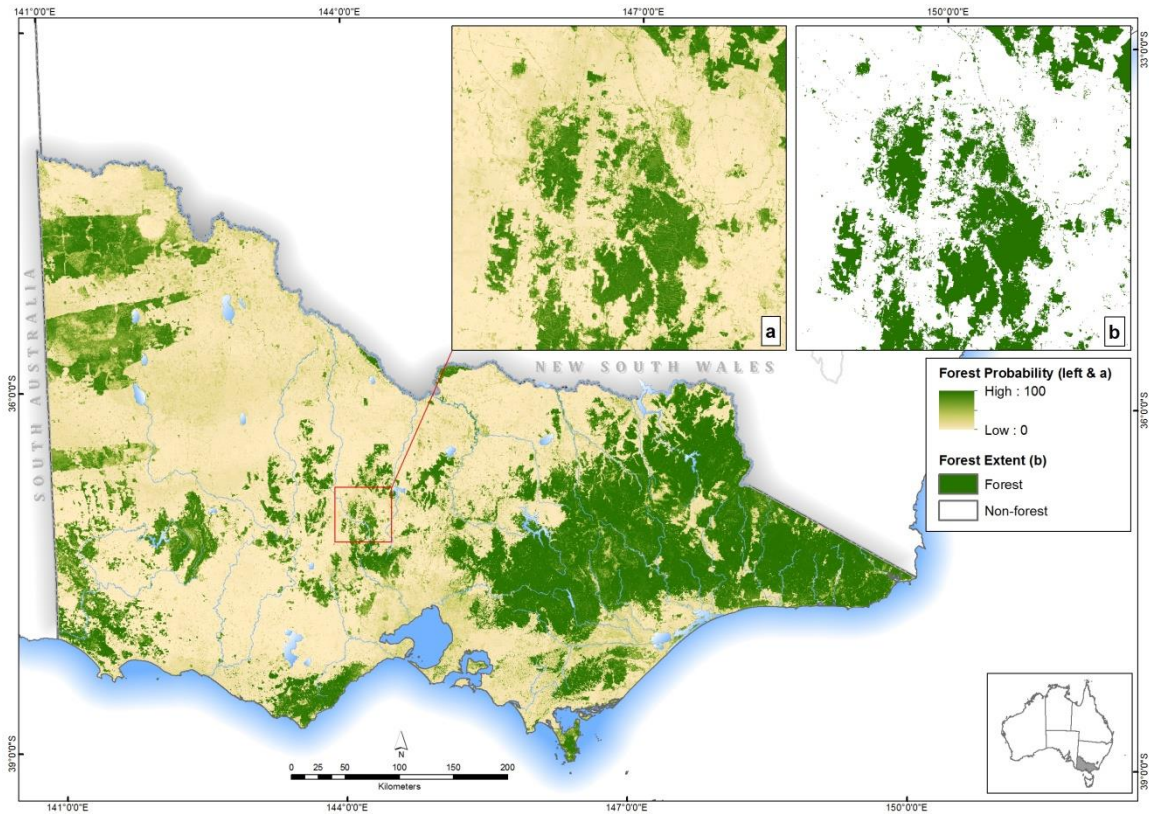 141°0'0"E
144°0'0"E
147°0'0"E
150°0'0"E
33°0'0"S
a
b
NEW SOUTH WALES
SOUTH AUSTRALIA
36°0'0"S
36°0'0"S
Forest Probability (left & a)
High : 100
Low : 0
Forest Extent (b)
Forest
Non-forest
39°0'0"S
39°0'0"S
N
0 25 50 100 150 200
Kilometers
141°0'0"E
144°0'0"E
147°0'0"E
150°0'0"E